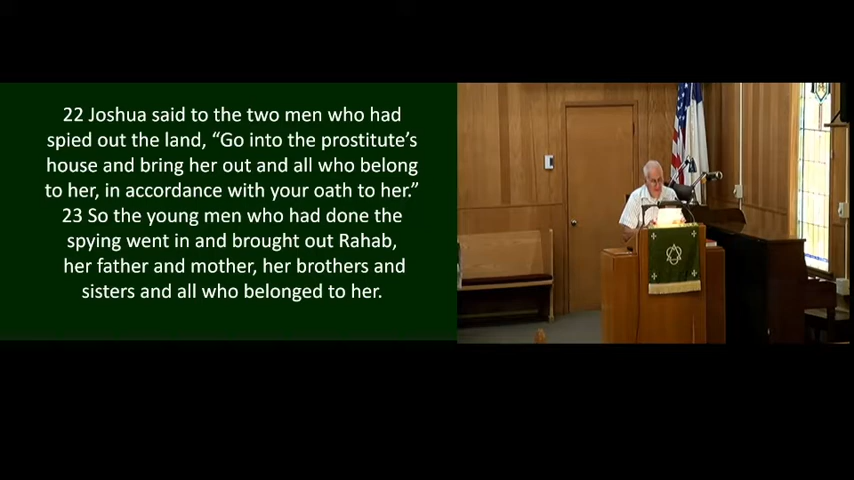 22 Joshua said to the two men who had
spied out the land, “Go into the prostitute’s
house and bring her out and all who belong
to her, in accordance with your oath to her.”
23 So the young men who had done the
spying went in and brought out Rahab,
her father and mother, her brothers and
sisters and all who belonged to her.